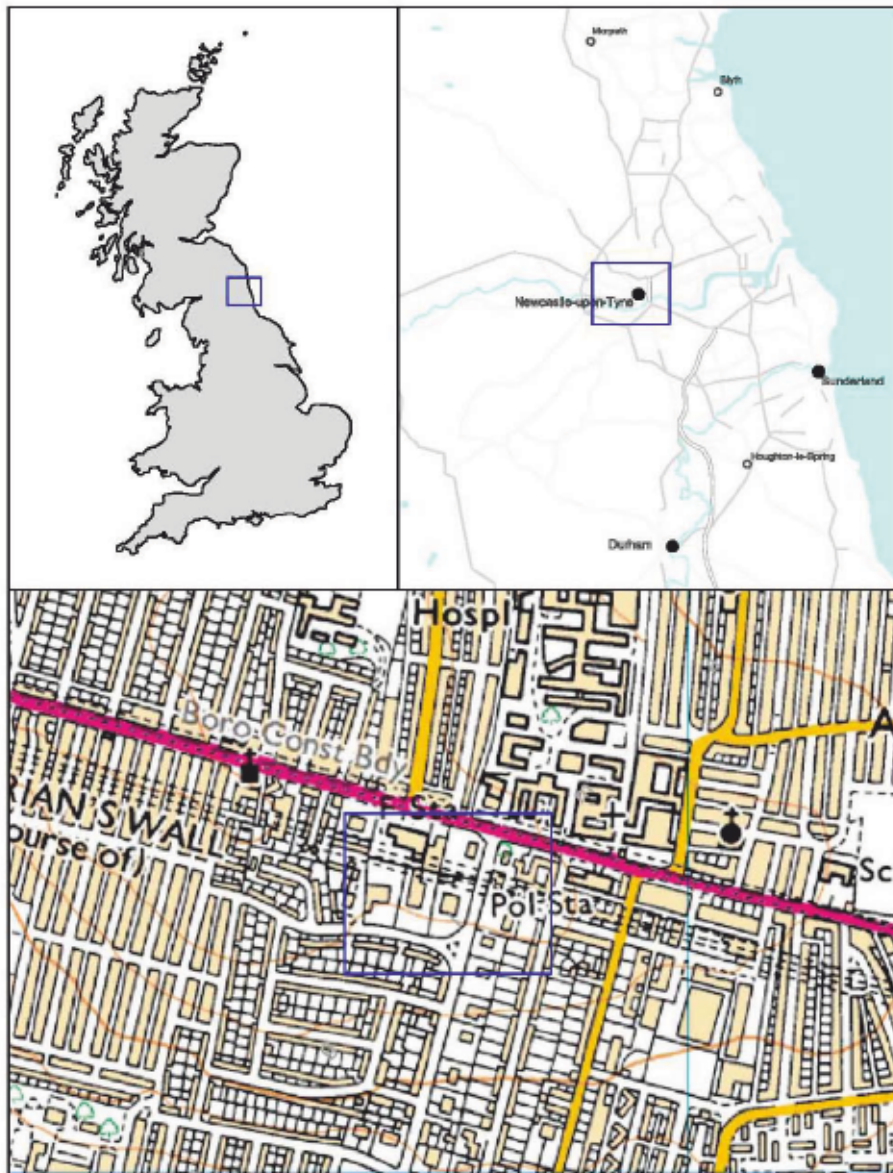 Morpeth
Blyth
Newcastle-upon-Tyne
Sunderland
Houghton-le-Spring
Durham
Hospl
Boro Const Bdy
A
RIAN'S WALL
ourse of)
Sc
Pol Sta